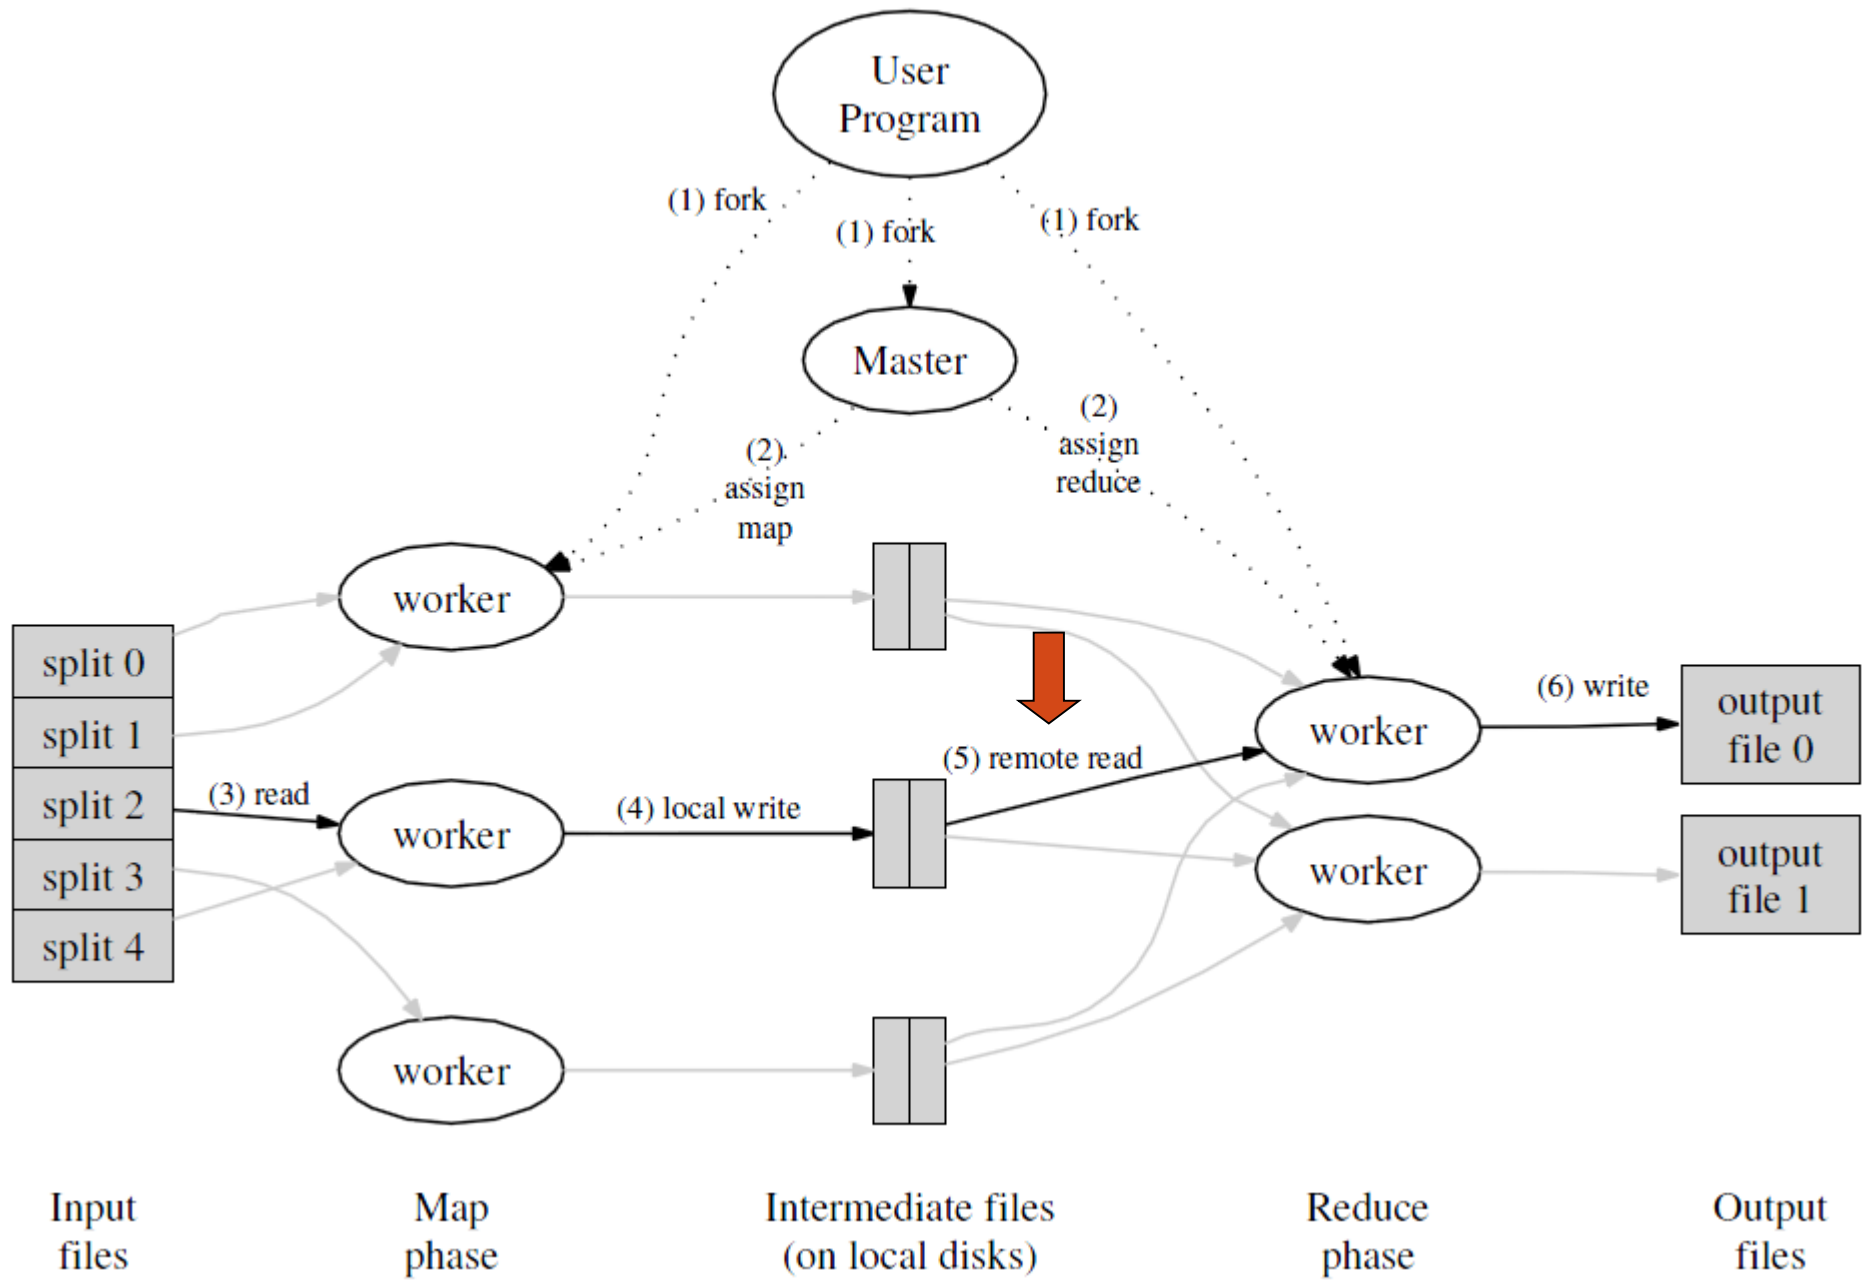 User
Program
(1) fork
(1) fork
(1) fork
Master
(2)
assign
map
(2)
assign
reduce
worker
split 0
split 1
split 2
split 3
split 4
(3) read
worker
(4) local write
(5) remote read
worker
(6) write
output
file 0
worker
output
file 1
worker
Input
files
Map
phase
Intermediate files
(on local disks)
Reduce
phase
Output
files